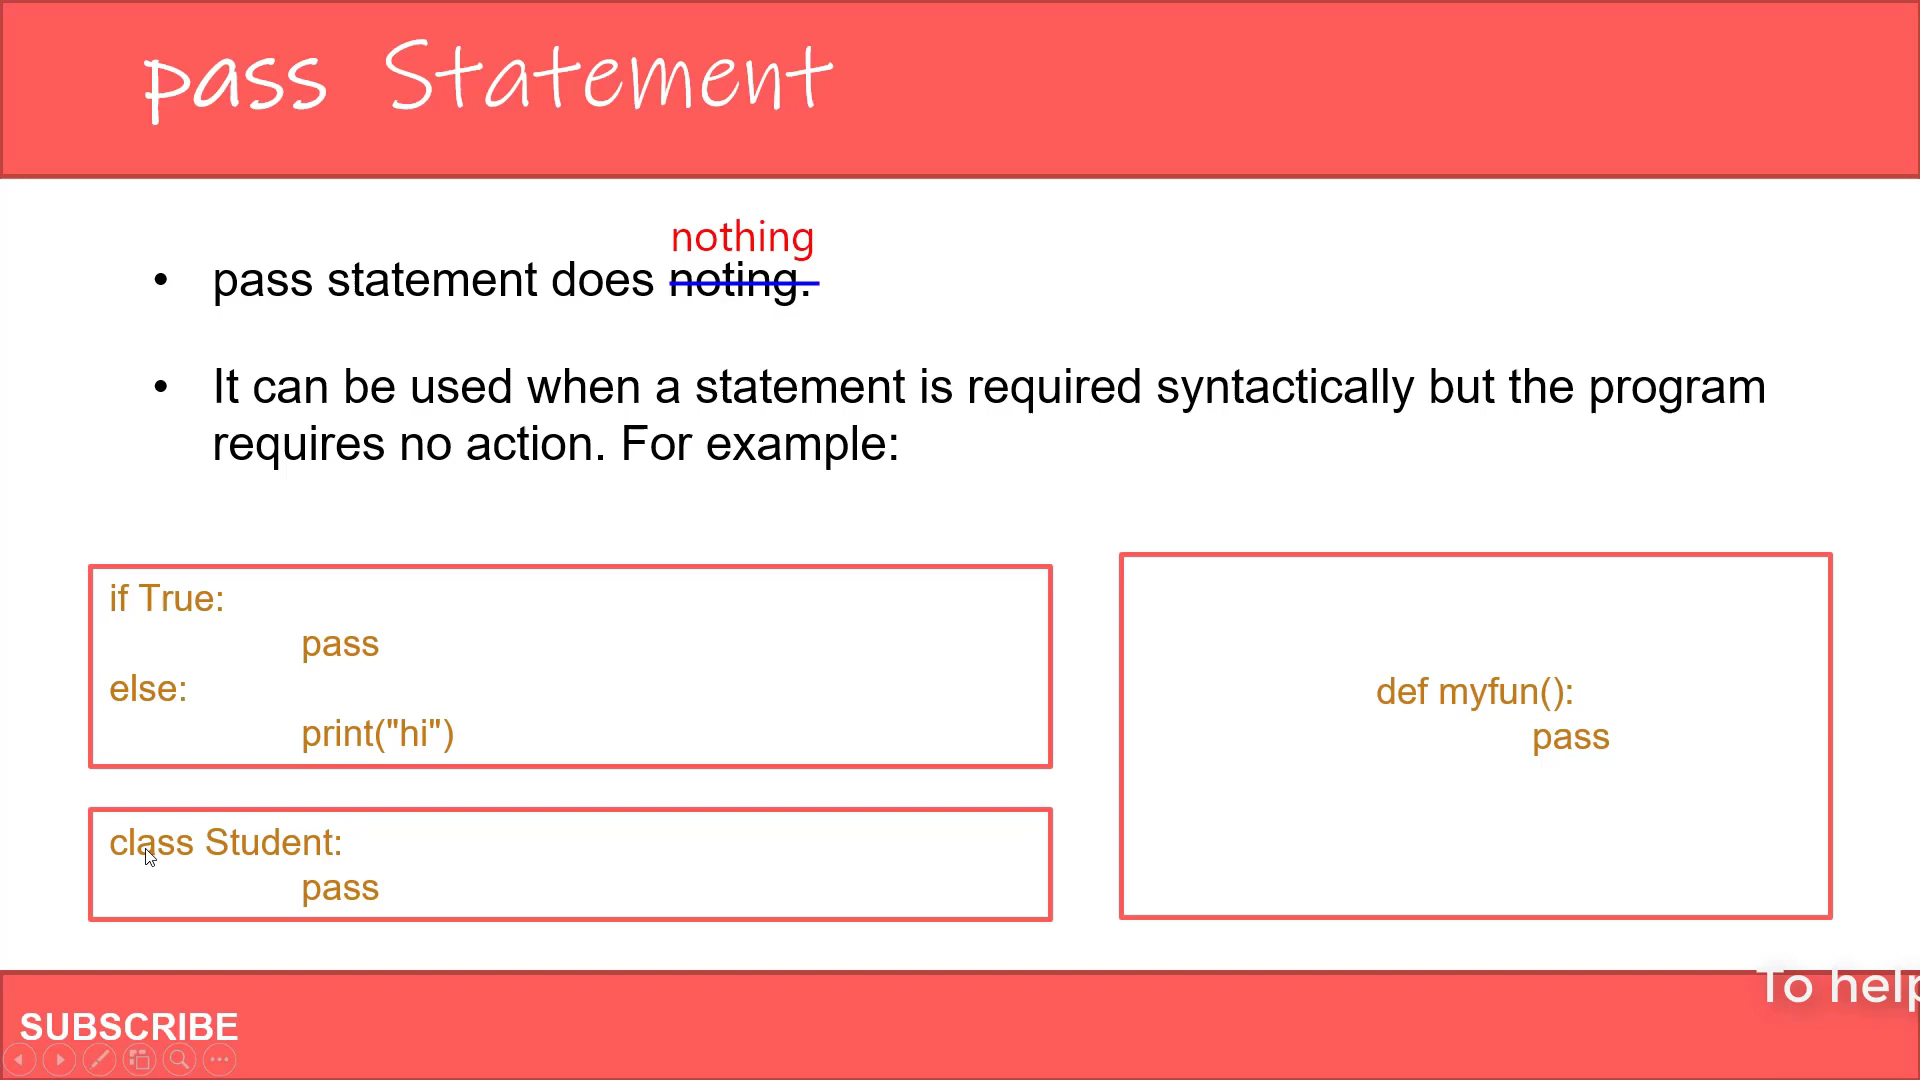 pass Statement
nothing
• pass statement does noting.
• It can be used when a statement is required syntactically but the program
requires no action. For example:
if True:
pass
else:
print("hi")
class Student:
pass
def myfun():
pass
To help
SUBSCRIBE